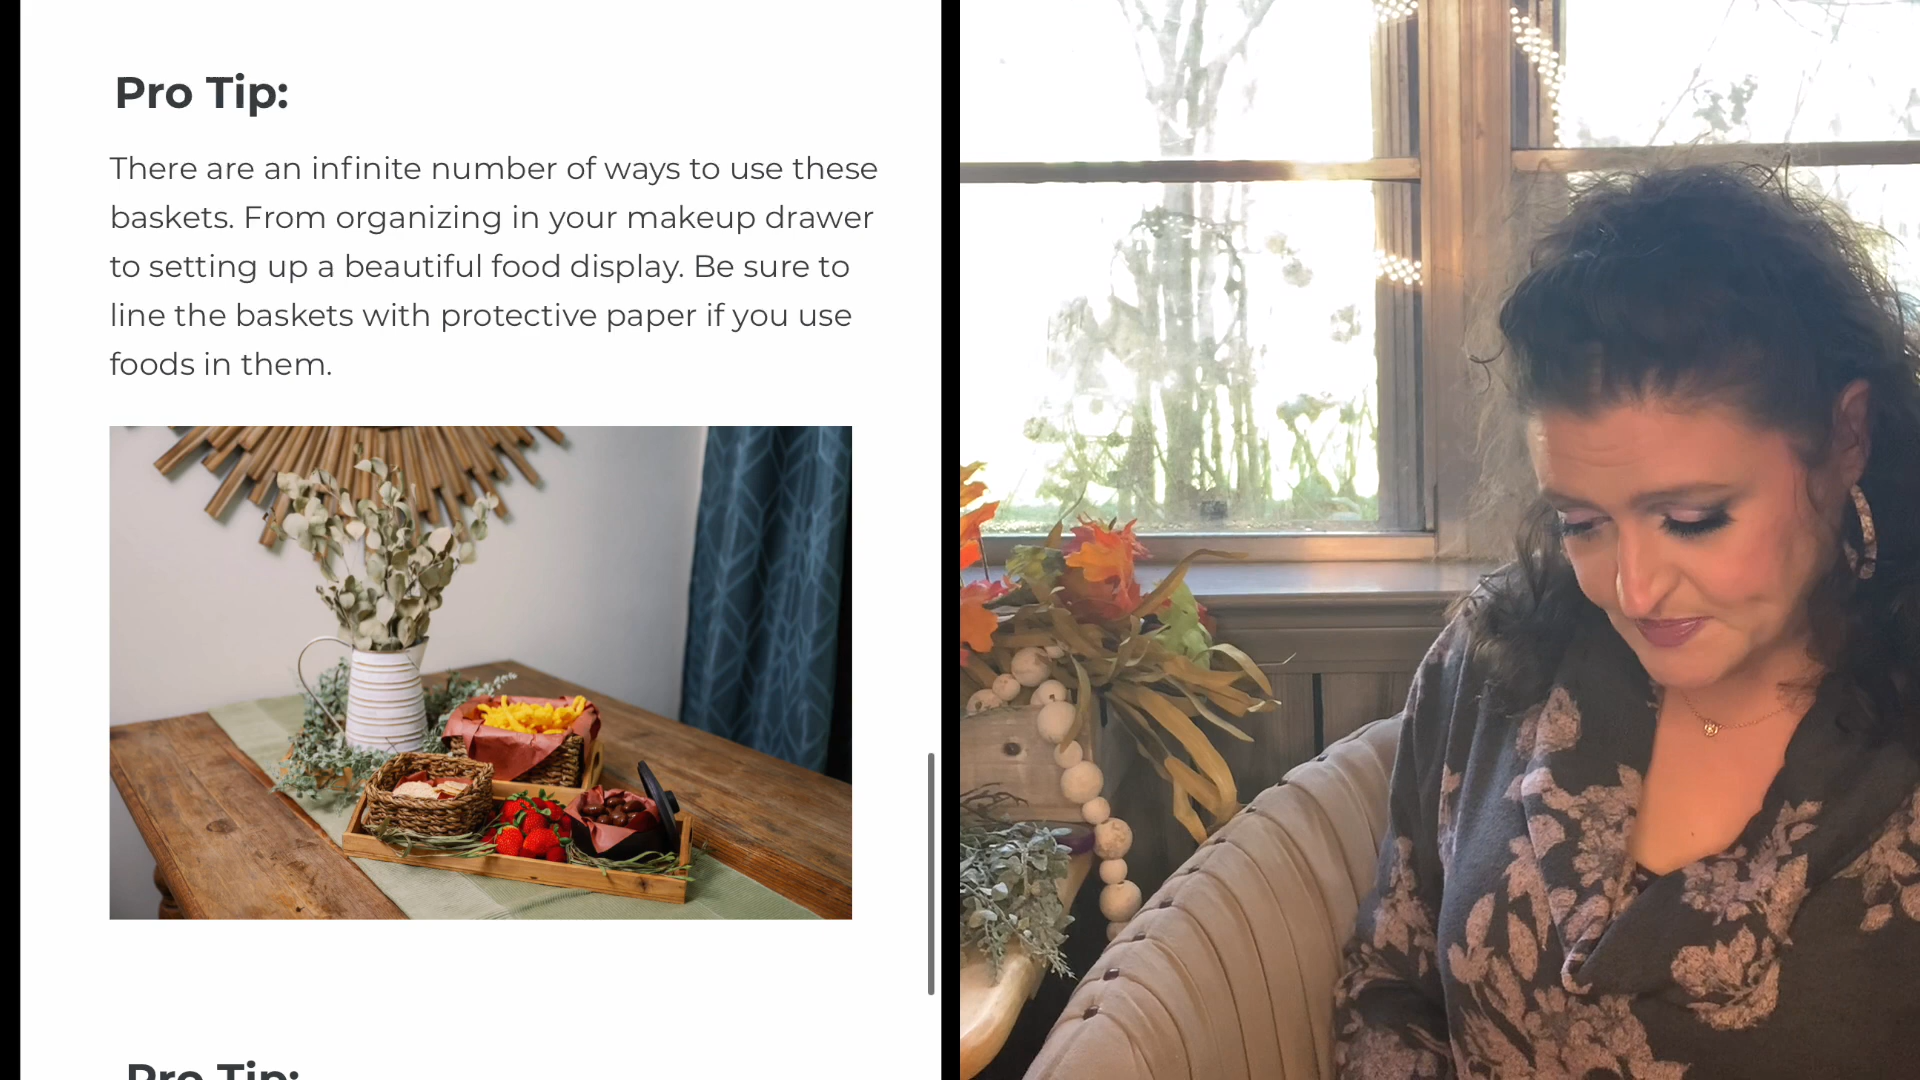 Pro Tip:
There are an infinite number of ways to use these
baskets. From organizing in your makeup drawer
to setting up a beautiful food display. Be sure to
line the baskets with protective paper if you use
foods in them.
Pro Tip: